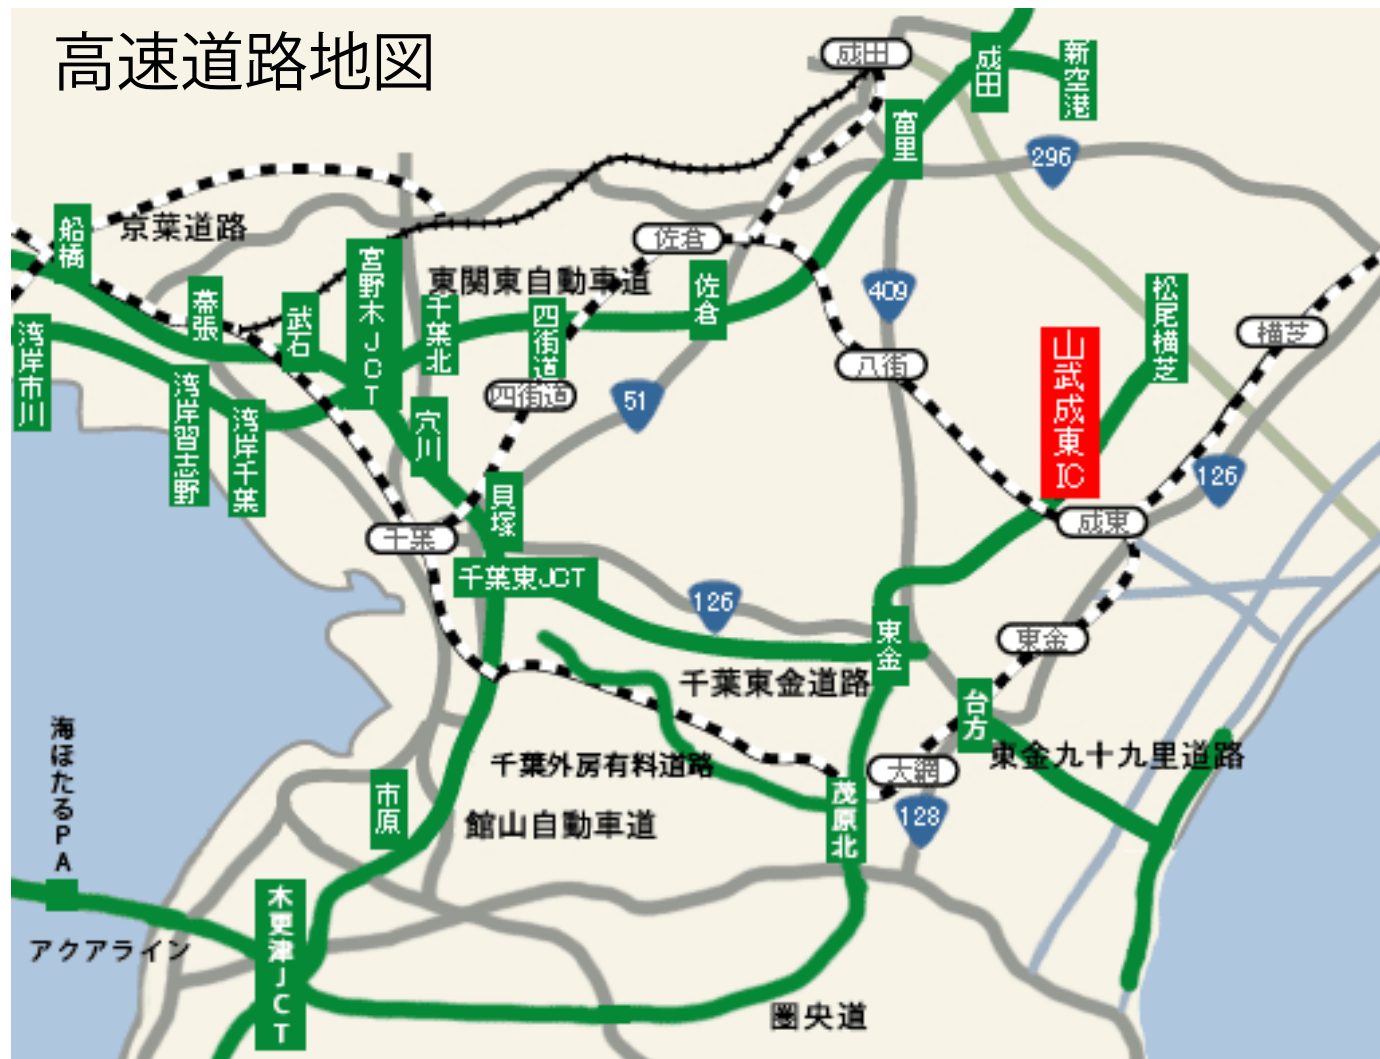 高速道路地図
成田
成田
新空港
富里
296
京葉道路
船橋
佐倉
宮野木JCT
東関東自動車道
佐倉
409
松尾横芝
幕張
武石
千葉北
四街道
湾岸市川
横芝
山武成東IC
八街
四街道
51
湾岸習志野
湾岸千葉
穴川
126
貝塚
成東
千葉
千葉東JCT
126
東金
東金
千葉東金道路
台方
海ほたるPA
千葉外房有料道路
東金九十九里道路
大網
市原
茂原北
128
館山自動車道
木更津JCT
アクアライン
圏央道